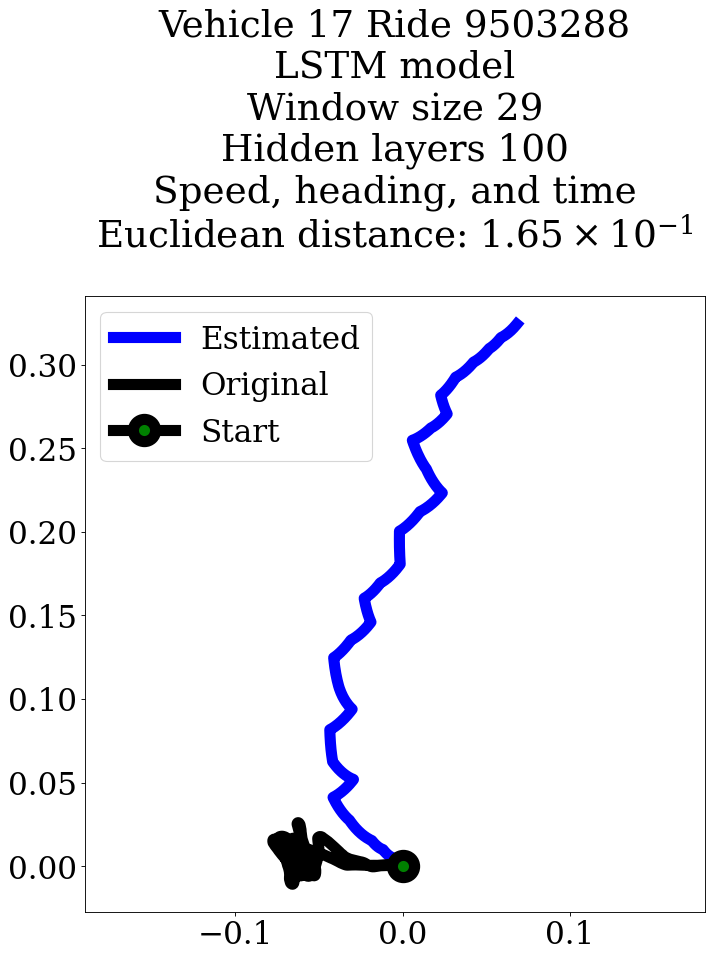 Vehicle 17 Ride 9503288
LSTM model
Window size 29
Hidden layers 100
Speed, heading, and time
Euclidean distance: 1.65 × 10⁻¹
Estimated
Original
Start
0.30
0.25
0.20
0.15
0.10
0.05
0.00
−0.1
0.0
0.1